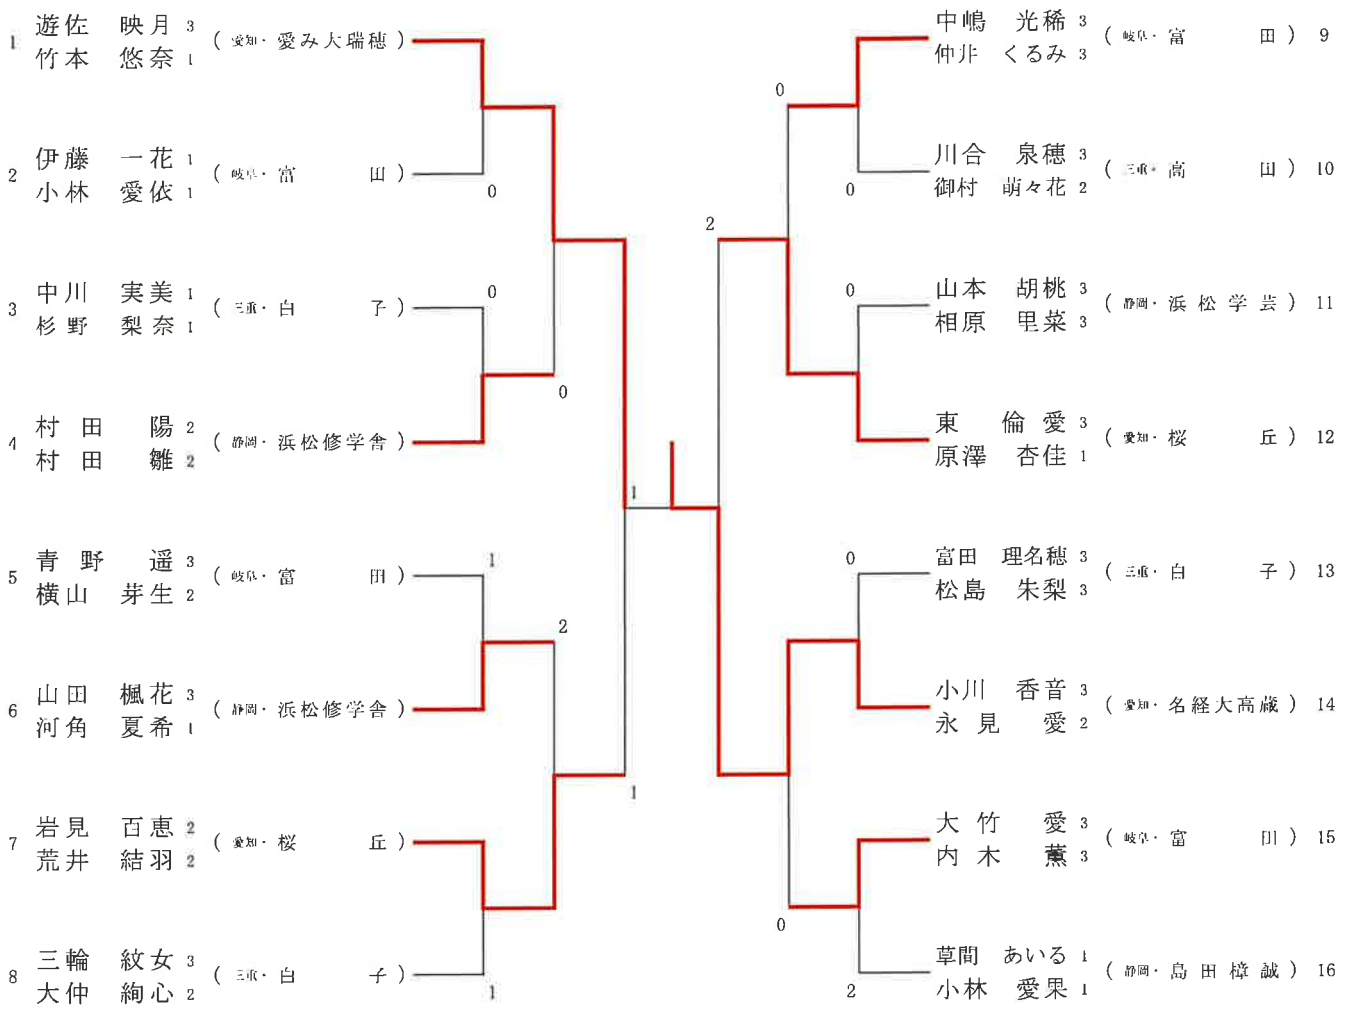 1 遊佐 映月 3 ( 愛知・愛み大瑞穂 )
竹本 悠奈 1
2 伊藤 一花 1 ( 岐阜・富 田 )
小林 愛依 1
0
3 中川 実美 1 ( 三重・白 子 )
杉野 梨奈 1
0
4 村田 陽 2 ( 静岡・浜松修学舎 )
村田 雛 2
0
1
5 青野 遥 3 ( 岐阜・富 田 )
横山 芽生 2
1
2
6 山田 楓花 3 ( 静岡・浜松修学舎 )
河角 夏希 1
1
7 岩見 百恵 2 ( 愛知・桜 丘 )
荒井 結羽 2
8 三輪 紋女 3 ( 三重・白 子 )
大仲 絢心 2
1
中嶋 光稀 3 ( 岐阜・富 田 ) 9
仲井 くるみ 3
0
川合 泉穂 3 ( 三重・高 田 ) 10
御村 萌々花 2
0
2
山本 胡桃 3 ( 静岡・浜松学芸 ) 11
相原 里菜 3
0
東 倫愛 3 ( 愛知・桜 丘 ) 12
原澤 杏佳 1
富田 理名穂 3 ( 三重・白 子 ) 13
松島 朱梨 3
0
小川 香音 3 ( 愛知・名経大高蔵 ) 14
永見 愛 2
大竹 愛 3 ( 岐阜・富 田 ) 15
内木 薫 3
0
草間 あいる 1 ( 静岡・島田樟誠 ) 16
小林 愛果 1
2